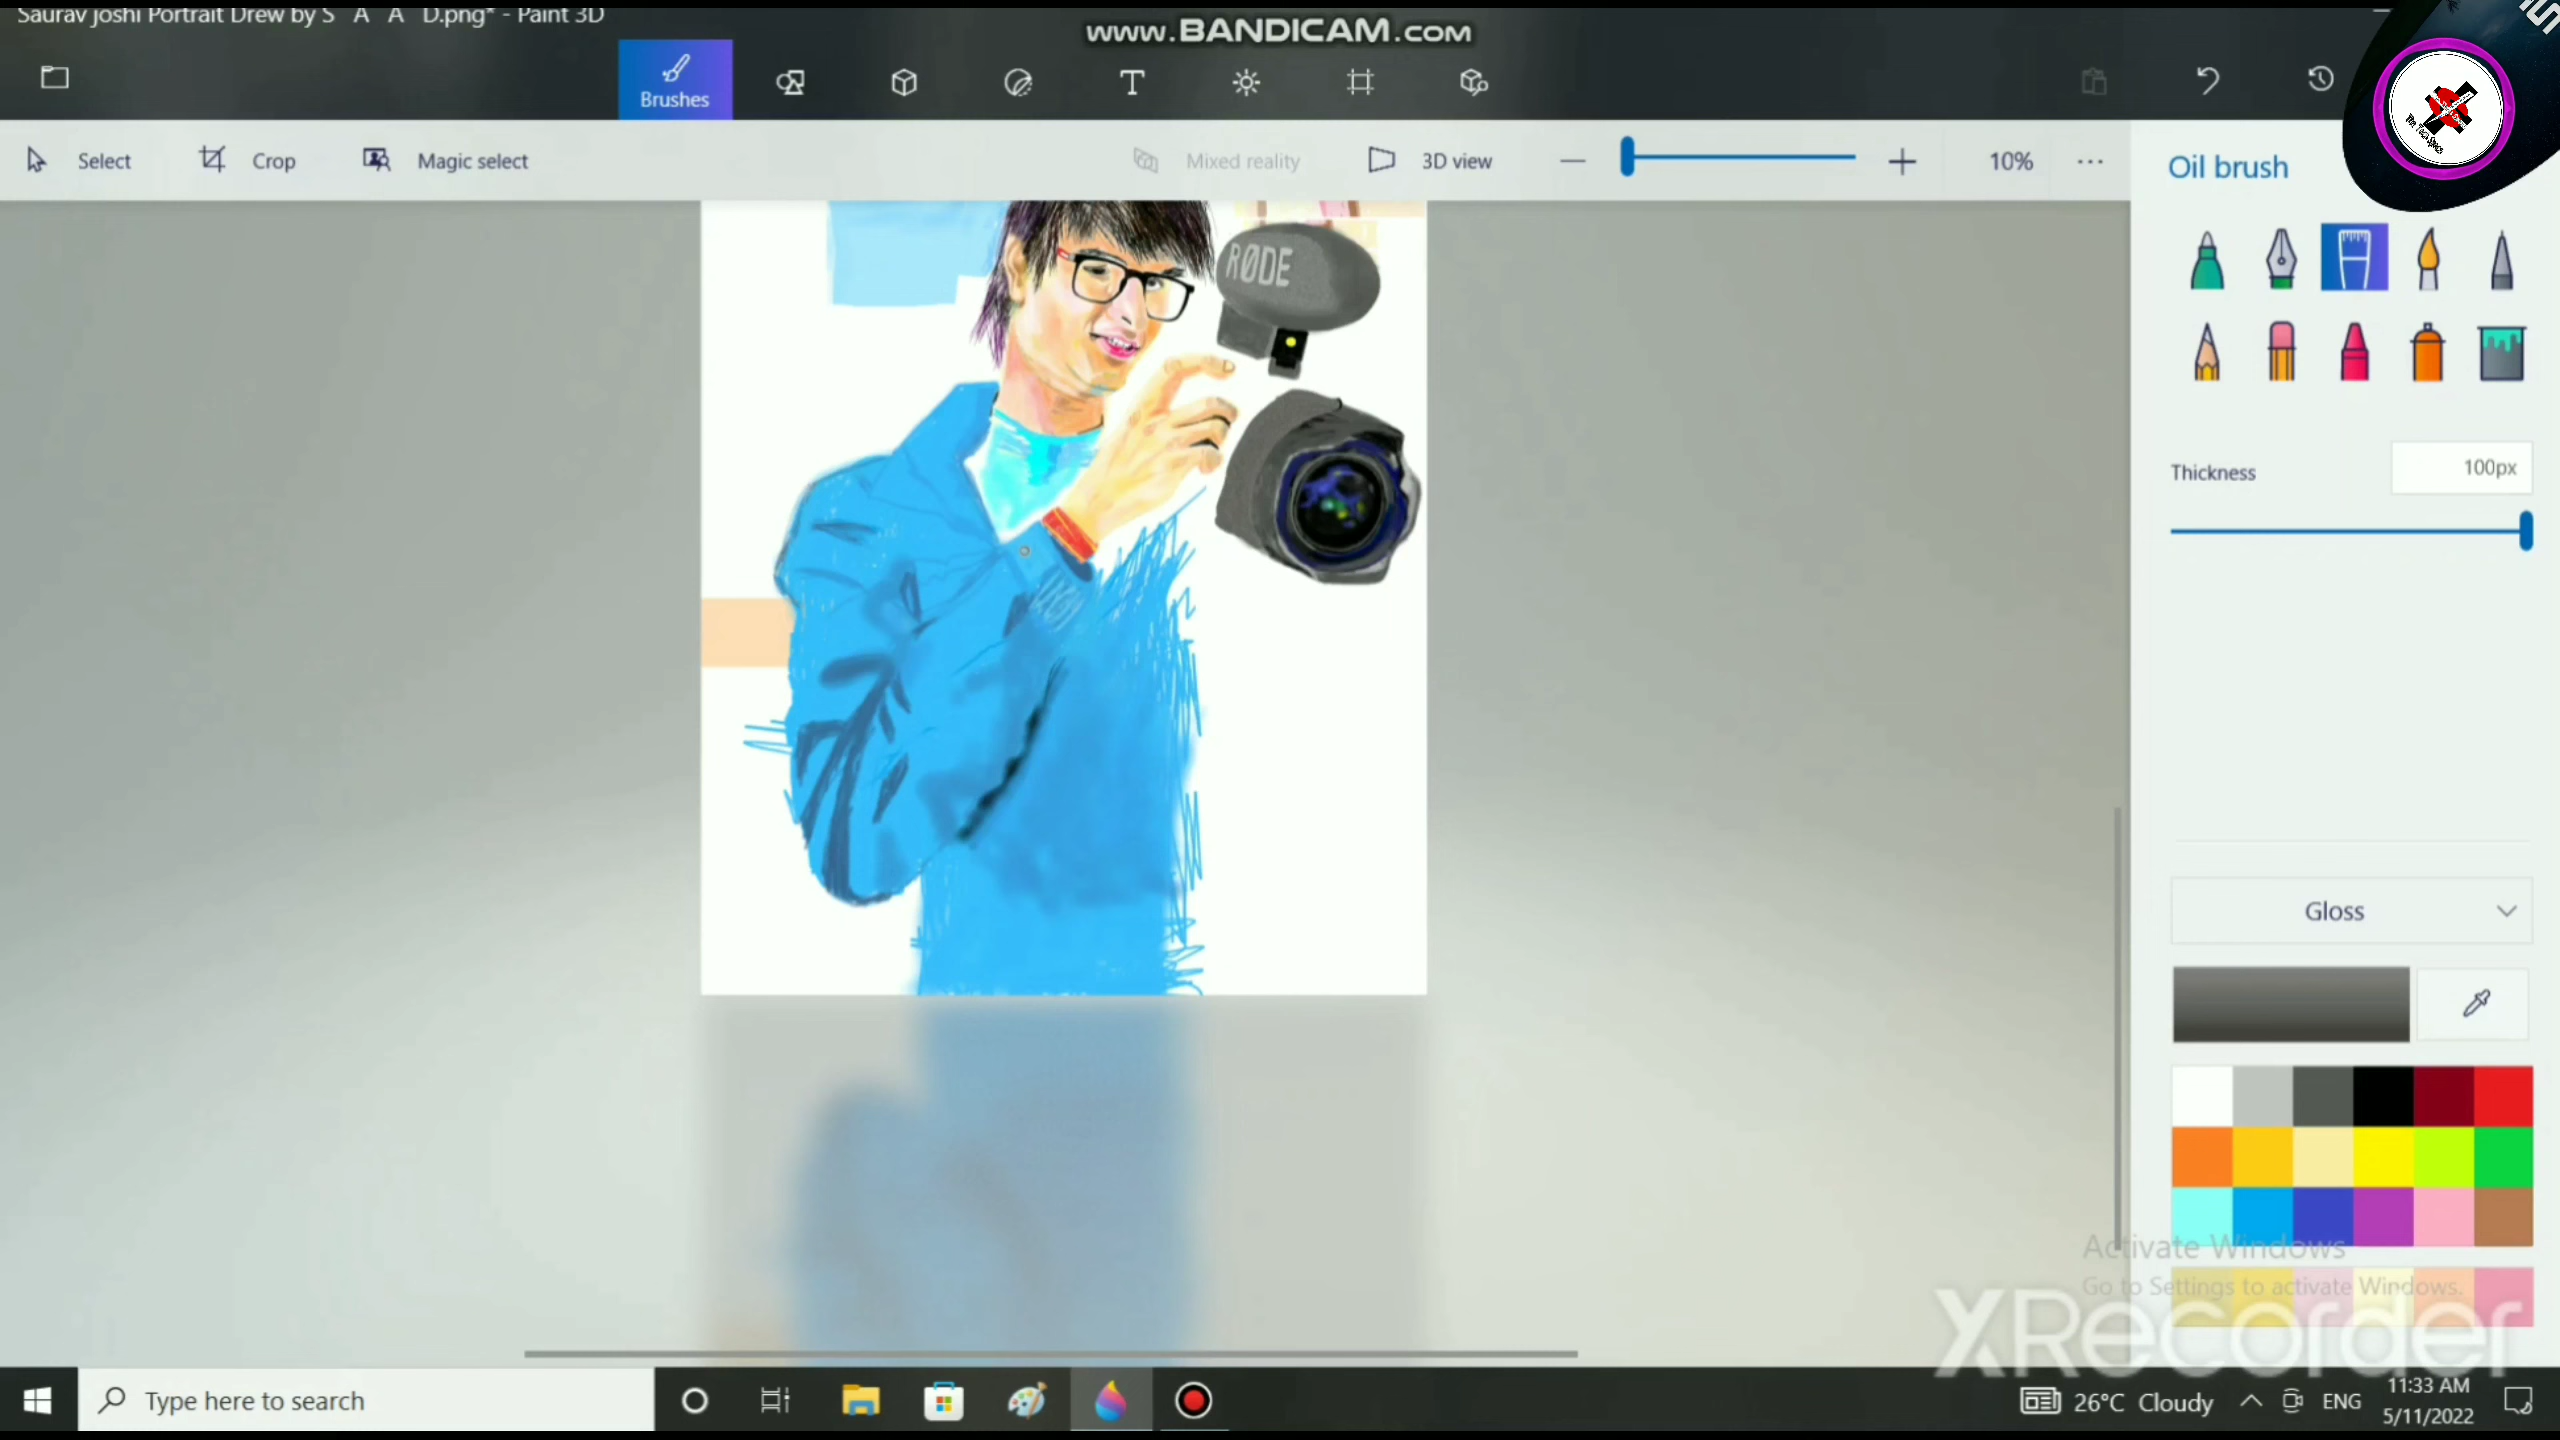 Saurav joshi Portrait Drew by S A A D.png* - Paint 3D
www.BANDICAM.com
Brushes
Select
Crop
Magic select
Mixed reality
3D view
10%
...
Oil brush
RØDE
Thickness
100px
Gloss
Activate Windows
Go to Settings to activate Windows.
XRecorder
Type here to search
26°C Cloudy
ENG
11:33 AM
5/11/2022